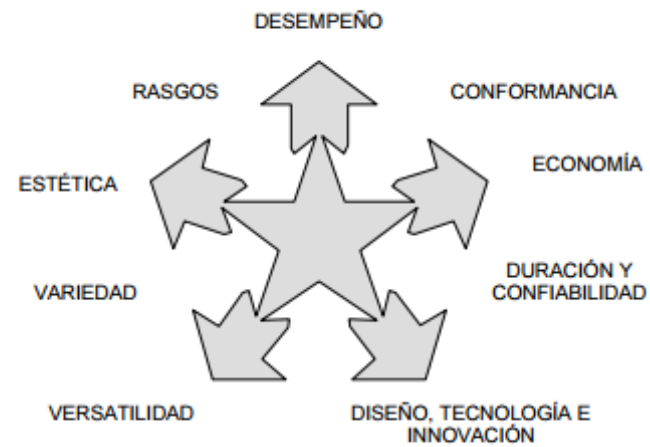 DESEMPEÑO
RASGOS
CONFORMANCIA
ECONOMÍA
ESTÉTICA
DURACIÓN Y
CONFIABILIDAD
VARIEDAD
VERSATILIDAD
DISEÑO, TECNOLOGÍA E
INNOVACIÓN